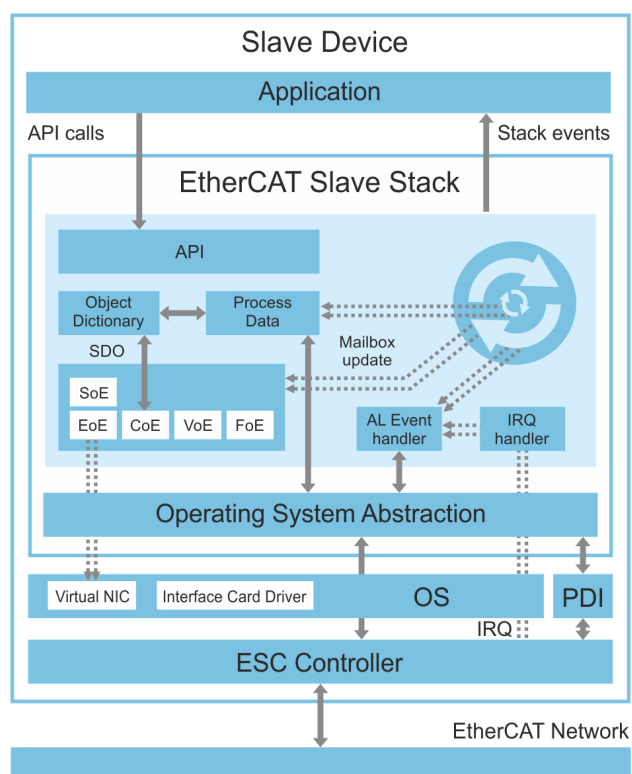 Slave Device
Application
API calls
Stack events
EtherCAT Slave Stack
API
Object
Dictionary
Process
Data
SDO
Mailbox
update
SoE
EoE
CoE
VoE
FoE
AL Event
handler
IRQ
handler
Operating System Abstraction
Virtual NIC
Interface Card Driver
OS
PDI
IRQ
ESC Controller
EtherCAT Network